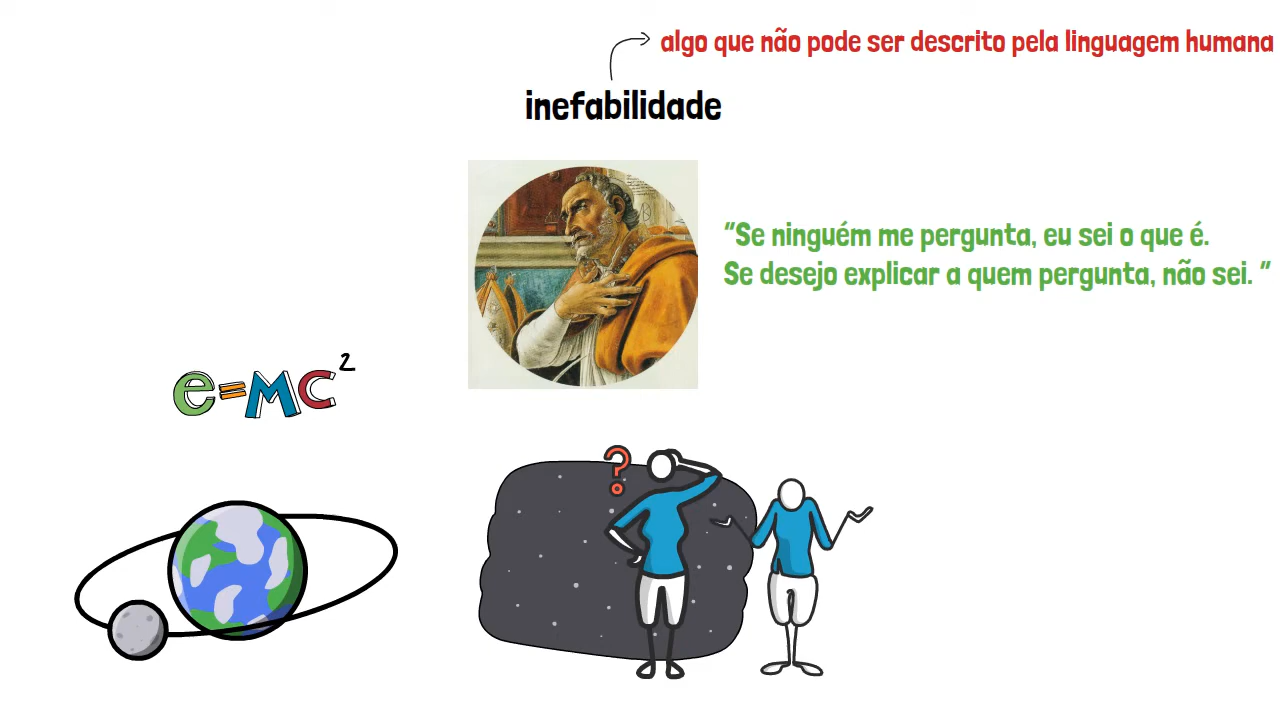 algo que não pode ser descrito pela linguagem humana
inefabilidade
"Se ninguém me pergunta, eu sei o que é.
Se desejo explicar a quem pergunta, não sei. "
e=mc²
?